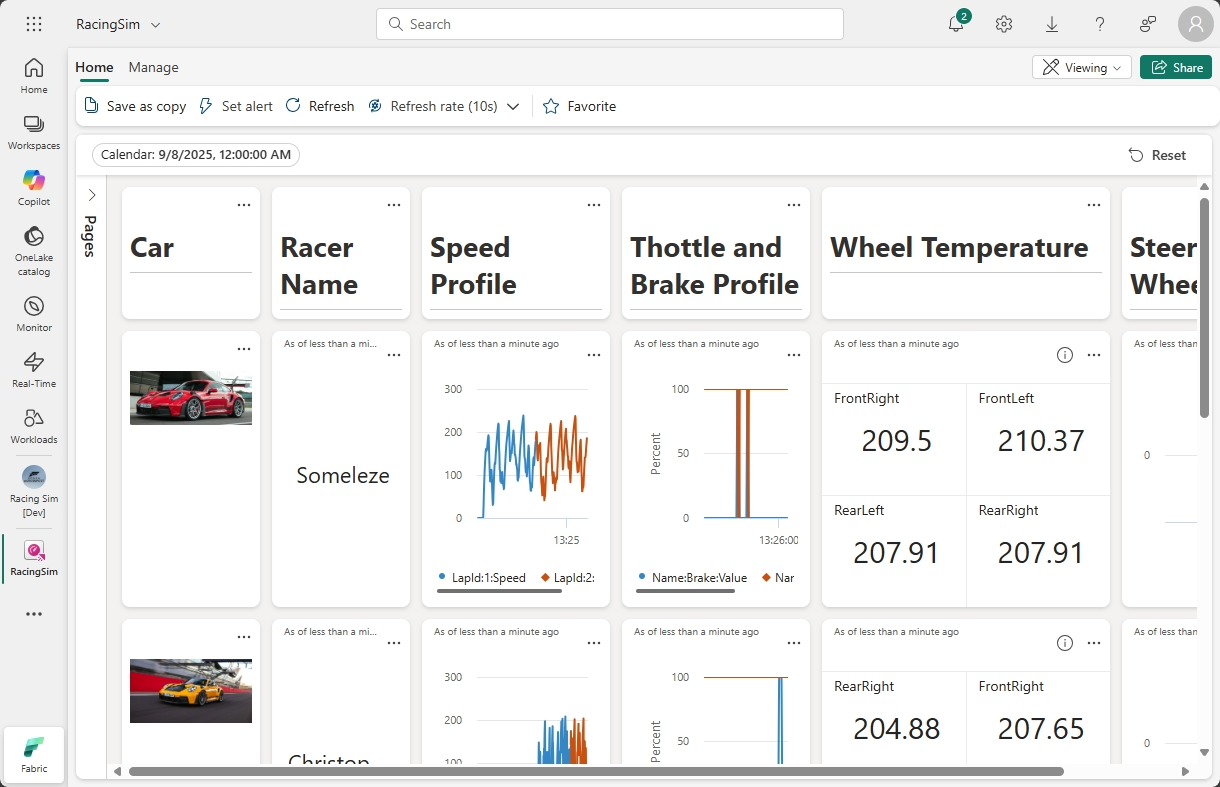 RacingSim
Search
2
Home
Workspaces
Copilot
OneLake
catalog
Monitor
Real-Time
Workloads
Racing Sim
[Dev]
RacingSim
Fabric
Home Manage
Viewing
Share
Save as copy Set alert Refresh Refresh rate (10s) Favorite
Calendar: 9/8/2025, 12:00:00 AM
Reset
Pages
Car
Racer
Name
Speed
Profile
Thottle and
Brake Profile
Wheel Temperature
Steer
Whee
As of less than a mi...
Someleze
As of less than a minute ago
300
200
100
0
13:25
LapId:1:Speed LapId:2:
As of less than a minute ago
Percent
100
50
0
13:26:00
Name:Brake:Value Nar
As of less than a minute ago
FrontRight
209.5
FrontLeft
210.37
RearLeft
207.91
RearRight
207.91
As of less than
0
As of less than a mi...
Christop
As of less than a minute ago
300
200
100
As of less than a minute ago
Percent
100
50
As of less than a minute ago
RearRight
204.88
FrontRight
207.65
As of less than
0